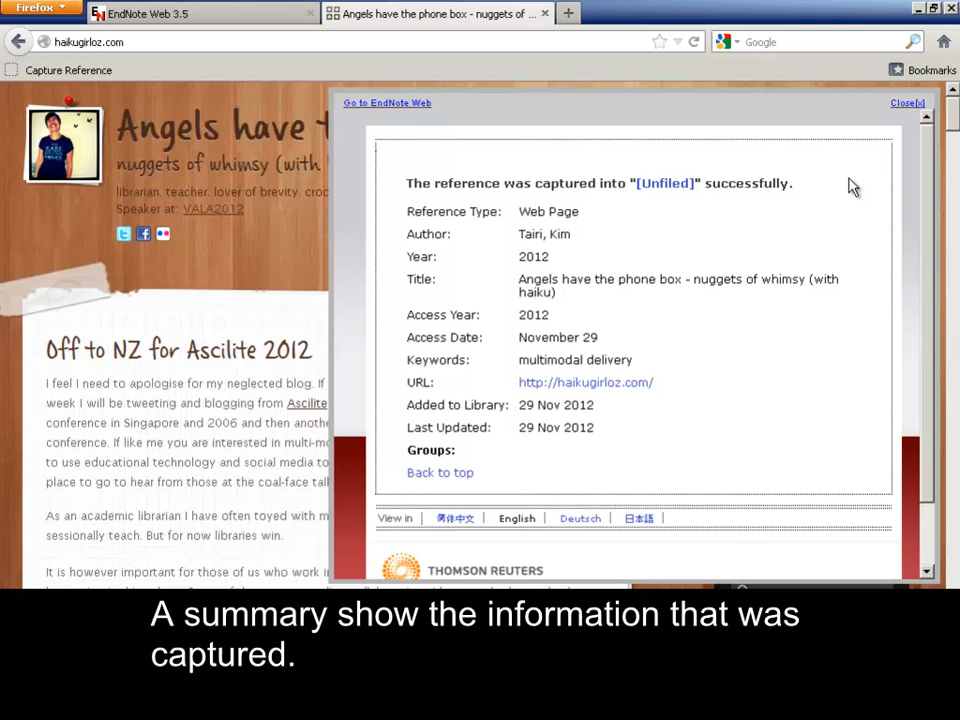 Firefox
EndNote Web 3.5
Angels have the phone box - nuggets of ...
haikugirloz.com
Google
Capture Reference
Bookmarks
Angels have t
nuggets of whimsy (with
librarian, teacher, lover of brevity, croc
Speaker at: VALA2012
Off to NZ for Ascilite 2012
I feel I need to apologise for my neglected blog. If
week I will be tweeting and blogging from Ascilite
conference in Singapore and 2006 and then anothe
conference. If like me you are interested in multi-mo
to use educational technology and social media to
place to go to hear from those at the coal-face talk
As an academic librarian I have often toyed with m
sessionally teach. But for now libraries win.
It is however important for those of us who work in
Go to EndNote Web
Close[x]
The reference was captured into "[Unfiled]" successfully.
Reference Type: Web Page
Author: Tairi, Kim
Year: 2012
Title: Angels have the phone box - nuggets of whimsy (with
haiku)
Access Year: 2012
Access Date: November 29
Keywords: multimodal delivery
URL: http://haikugirloz.com/
Added to Library: 29 Nov 2012
Last Updated: 29 Nov 2012
Groups:
Back to top
View in | 简体中文 | English | Deutsch | 日本語 |
THOMSON REUTERS
A summary show the information that was
captured.